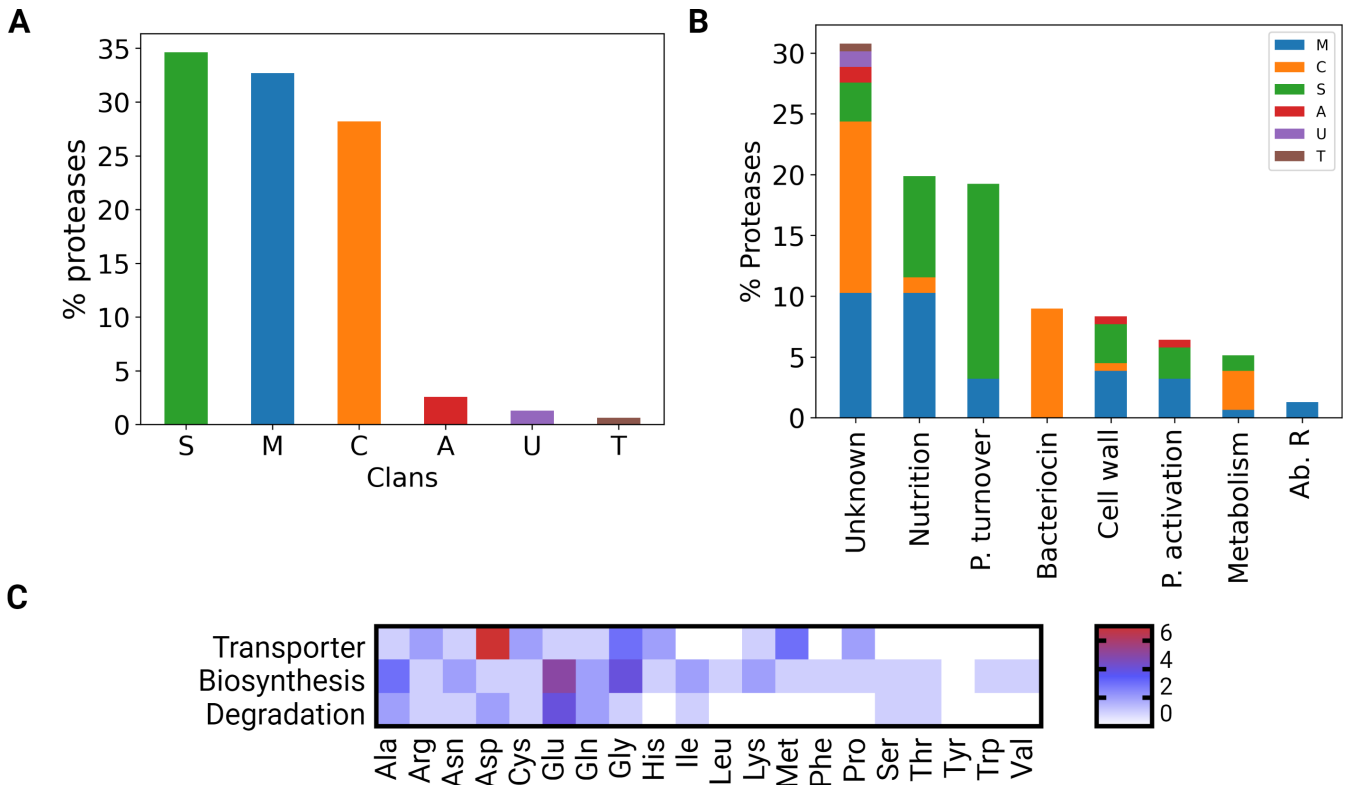 A
% proteases
35
30
25
20
15
10
5
0
S M C A U T
Clans
B
% Proteases
30
25
20
15
10
5
0
M
C
S
A
U
T
Unknown
Nutrition
P. turnover
Bacteriocin
Cell wall
P. activation
Metabolism
Ab. R
C
Transporter
Biosynthesis
Degradation
Ala
Arg
Asn
Asp
Cys
Glu
Gln
Gly
His
Ile
Leu
Lys
Met
Phe
Pro
Ser
Thr
Tyr
Trp
Val
6
4
2
0